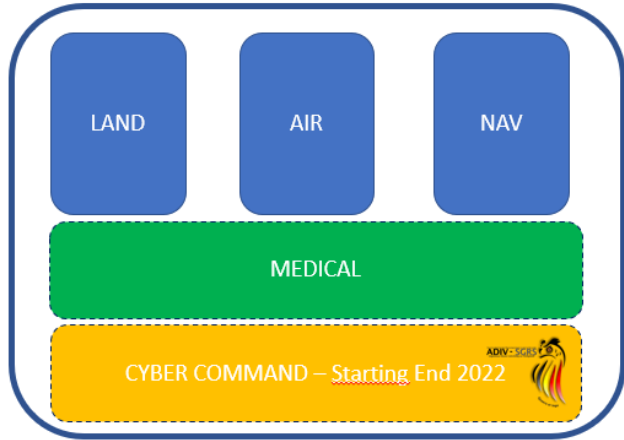 LAND
AIR
NAV
MEDICAL
ADIV - SGRS
CYBER COMMAND – Starting End 2022